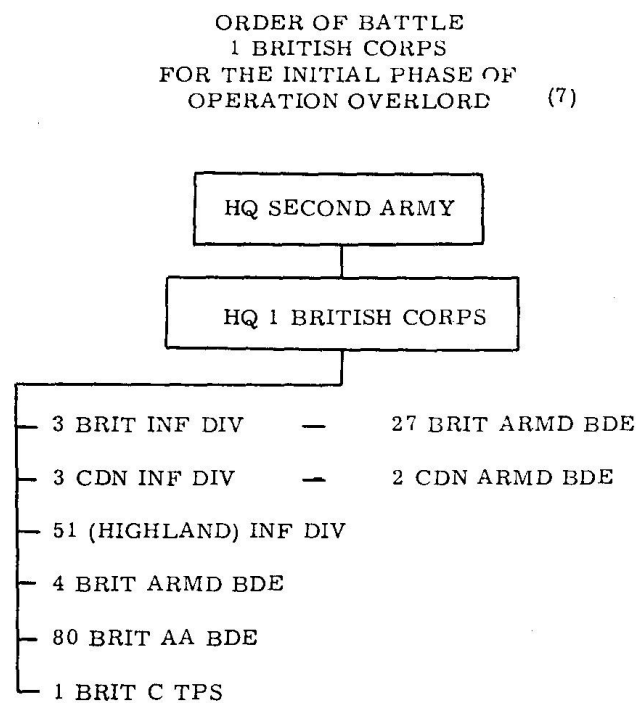 ORDER OF BATTLE
1 BRITISH CORPS
FOR THE INITIAL PHASE OF
OPERATION OVERLORD (7)
HQ SECOND ARMY
HQ 1 BRITISH CORPS
3 BRIT INF DIV — 27 BRIT ARMD BDE
3 CDN INF DIV — 2 CDN ARMD BDE
51 (HIGHLAND) INF DIV
4 BRIT ARMD BDE
80 BRIT AA BDE
1 BRIT C TPS